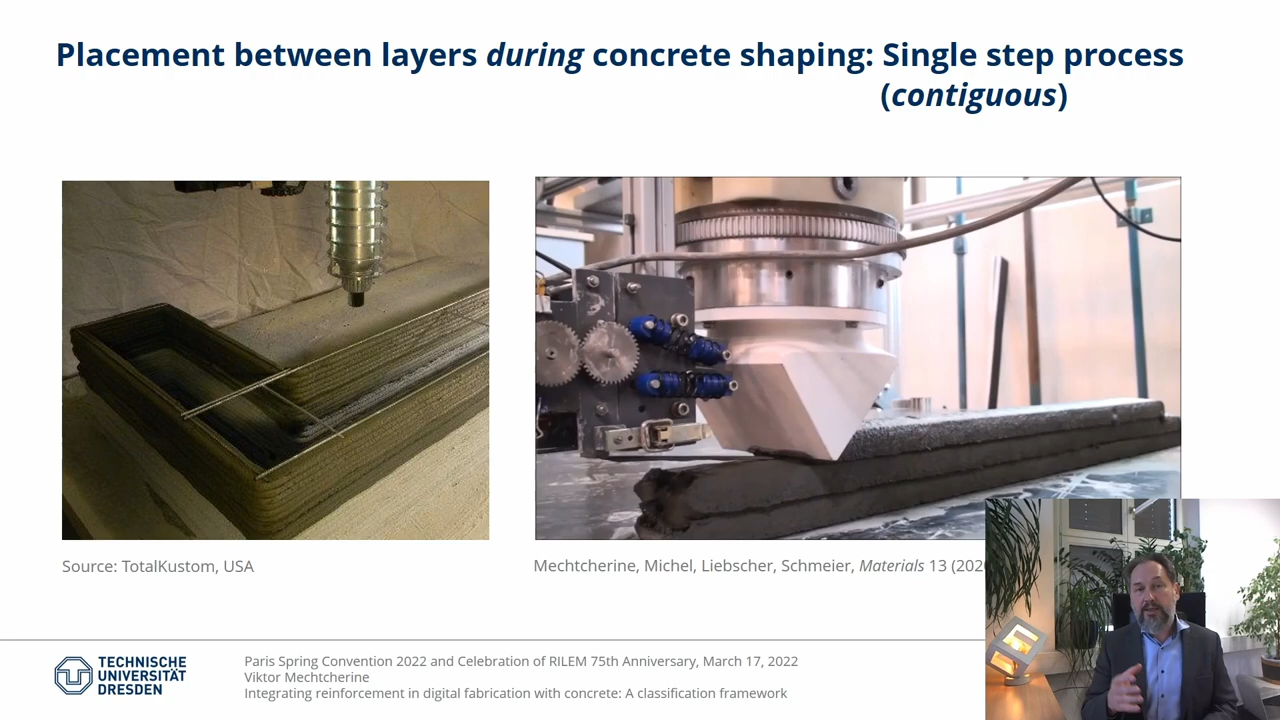 Placement between layers during concrete shaping: Single step process
(contiguous)
Source: TotalKustom, USA
Mechtcherine, Michel, Liebscher, Schmeier, Materials 13 (202
TECHNISCHE
UNIVERSITÄT
DRESDEN
Paris Spring Convention 2022 and Celebration of RILEM 75th Anniversary, March 17, 2022
Viktor Mechtcherine
Integrating reinforcement in digital fabrication with concrete: A classification framework